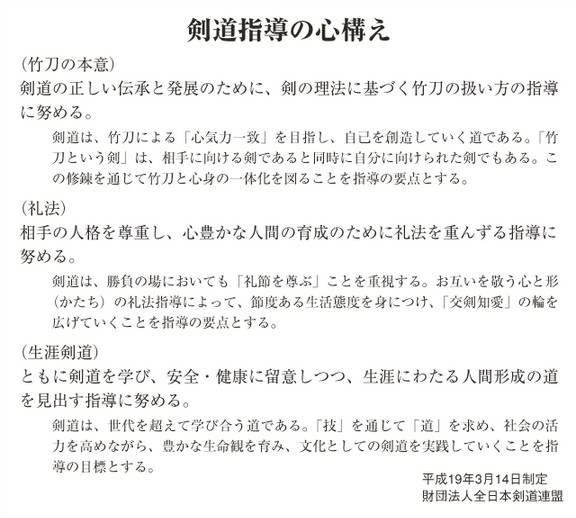 剣道指導の心構え
（竹刀の本意）
剣道の正しい伝承と発展のために、剣の理法に基づく竹刀の扱い方の指導
に努める。
剣道は、竹刀による「心気力一致」を目指し、自己を創造していく道である。「竹
刀という剣」は、相手に向ける剣であると同時に自分に向けられた剣でもある。こ
の修錬を通じて竹刀と心身の一体化を図ることを指導の要点とする。
（礼法）
相手の人格を尊重し、心豊かな人間の育成のために礼法を重んずる指導に
努める。
剣道は、勝負の場においても「礼節を尊ぶ」ことを重視する。お互いを敬う心と形
（かたち）の礼法指導によって、節度ある生活態度を身につけ、「交剣知愛」の輪を
広げていくことを指導の要点とする。
（生涯剣道）
ともに剣道を学び、安全・健康に留意しつつ、生涯にわたる人間形成の道
を見出す指導に努める。
剣道は、世代を超えて学び合う道である。「技」を通じて「道」を求め、社会の活
力を高めながら、豊かな生命観を育み、文化としての剣道を実践していくことを指
導の目標とする。
平成19年3月14日制定
財団法人全日本剣道連盟